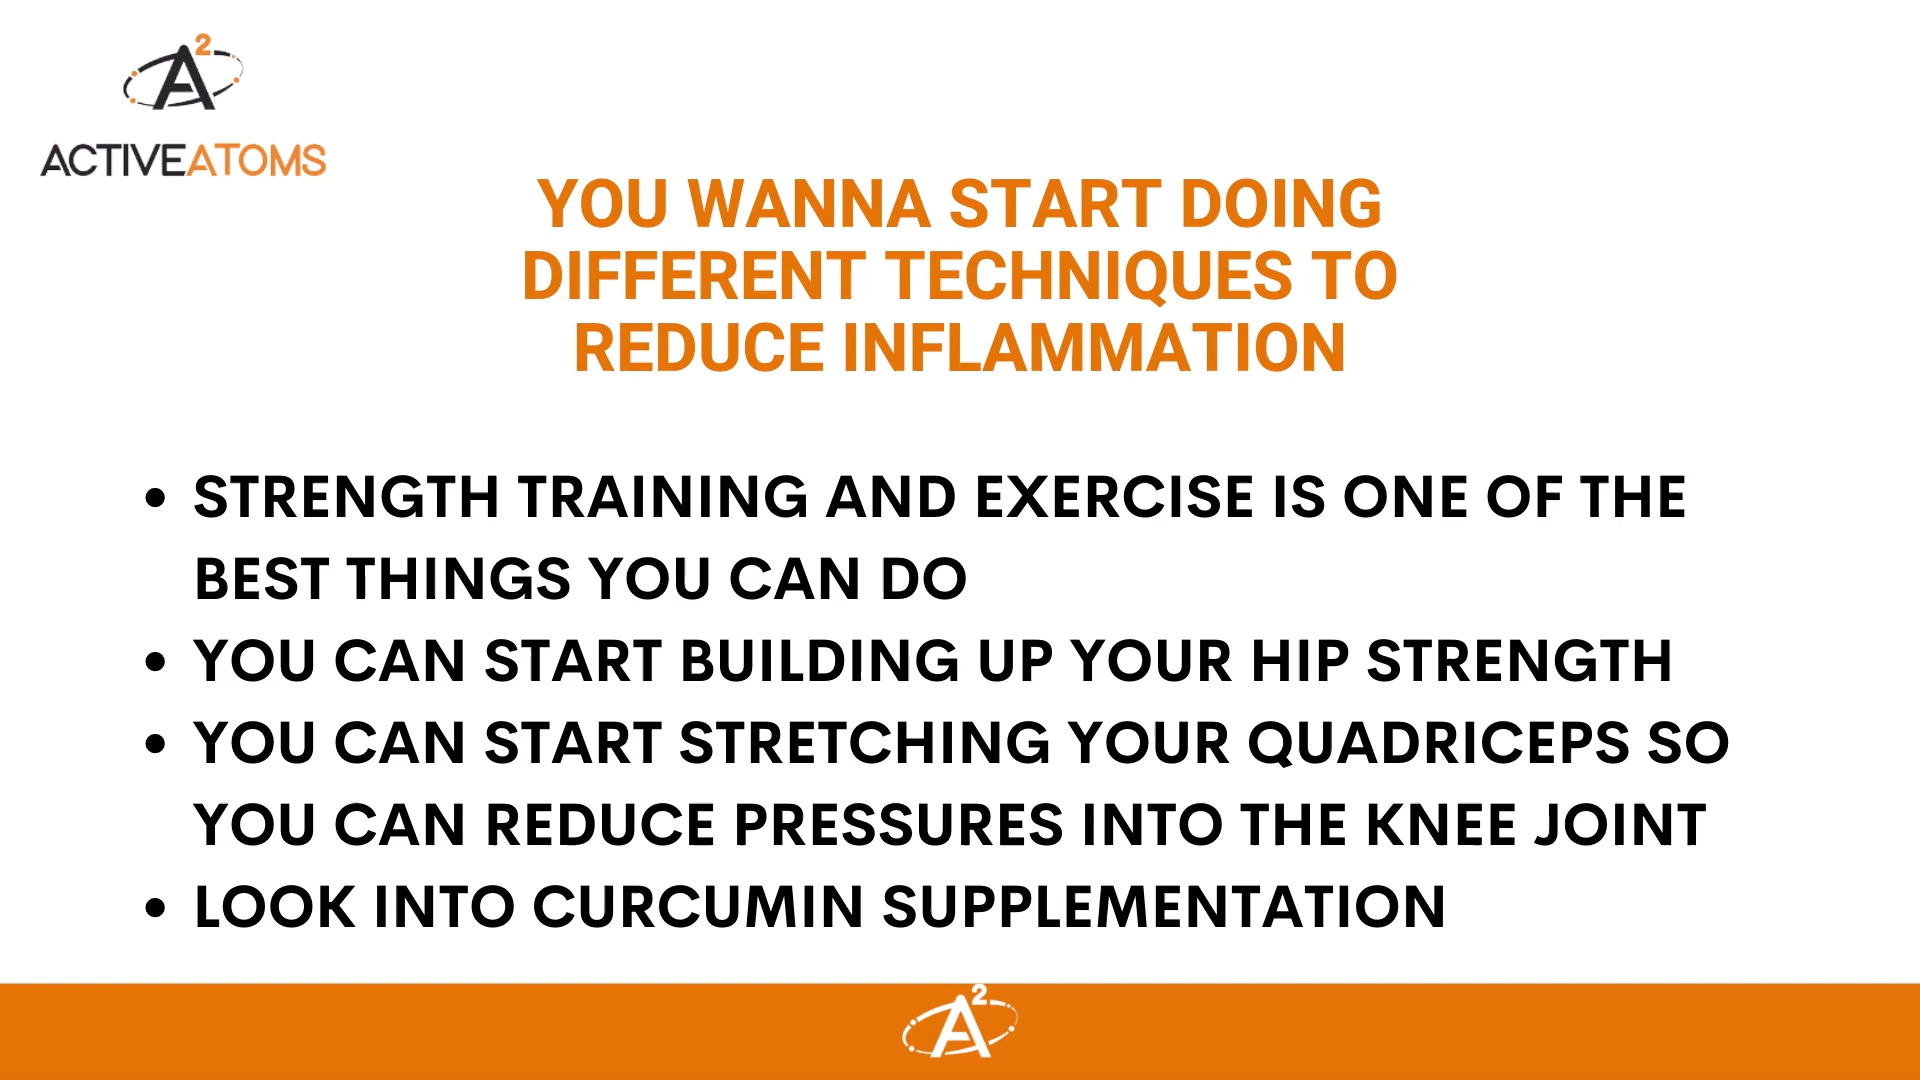 A2
ACTIVEATOMS
YOU WANNA START DOING
DIFFERENT TECHNIQUES TO
REDUCE INFLAMMATION
• STRENGTH TRAINING AND EXERCISE IS ONE OF THE
BEST THINGS YOU CAN DO
• YOU CAN START BUILDING UP YOUR HIP STRENGTH
• YOU CAN START STRETCHING YOUR QUADRICEPS SO
YOU CAN REDUCE PRESSURES INTO THE KNEE JOINT
• LOOK INTO CURCUMIN SUPPLEMENTATION
A2